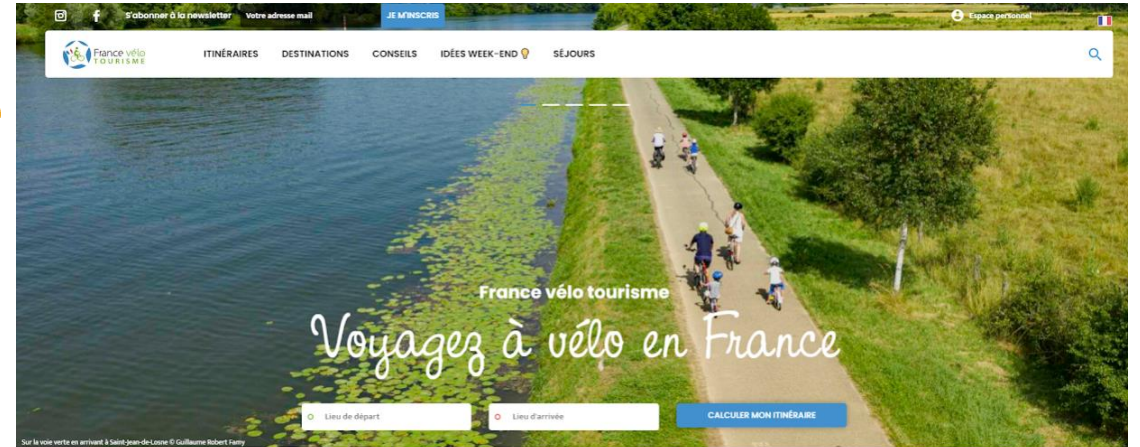 S'abonner à la newsletter Votre adresse mail JE M'INSCRIS Espace personnel
France vélo
TOURISME
ITINÉRAIRES DESTINATIONS CONSEILS IDÉES WEEK-END SÉJOURS
France vélo tourisme
Voyagez à vélo en France
Lieu de départ Lieu d'arrivée CALCULER MON ITINÉRAIRE
Sur la voie verte en arrivant à Saint-Jean-de-Losne © Guillaume Robert Famy